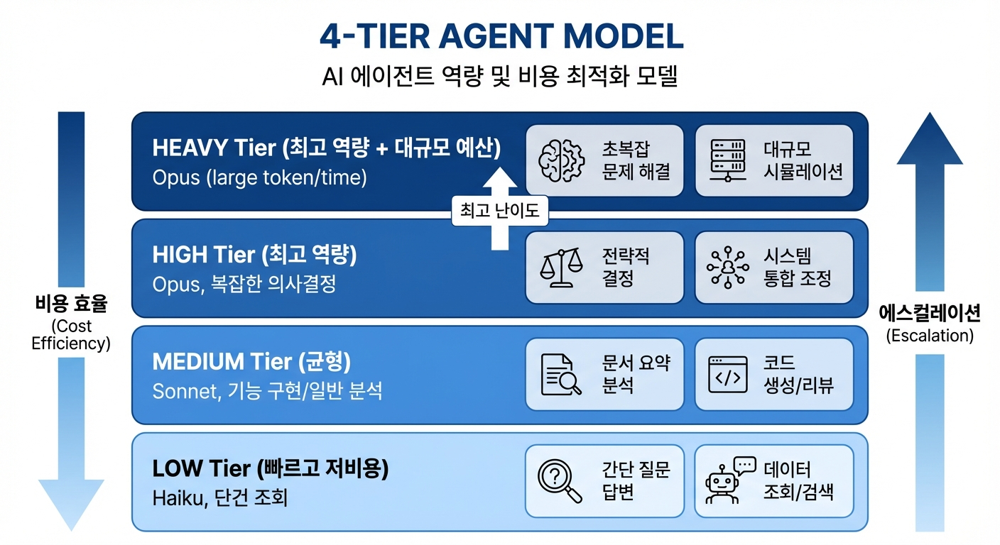 4-TIER AGENT MODEL
AI 에이전트 역량 및 비용 최적화 모델
HEAVY Tier (최고 역량 + 대규모 예산)
Opus (large token/time)
초복잡
문제 해결
대규모
시뮬레이션
최고 난이도
HIGH Tier (최고 역량)
Opus, 복잡한 의사결정
전략적
결정
시스템
통합 조정
비용 효율
(Cost
Efficiency)
에스컬레이션
(Escalation)
MEDIUM Tier (균형)
Sonnet, 기능 구현/일반 분석
문서 요약
분석
</>
코드
생성/리뷰
LOW Tier (빠르고 저비용)
Haiku, 단건 조회
?
간단 질문
답변
데이터
조회/검색